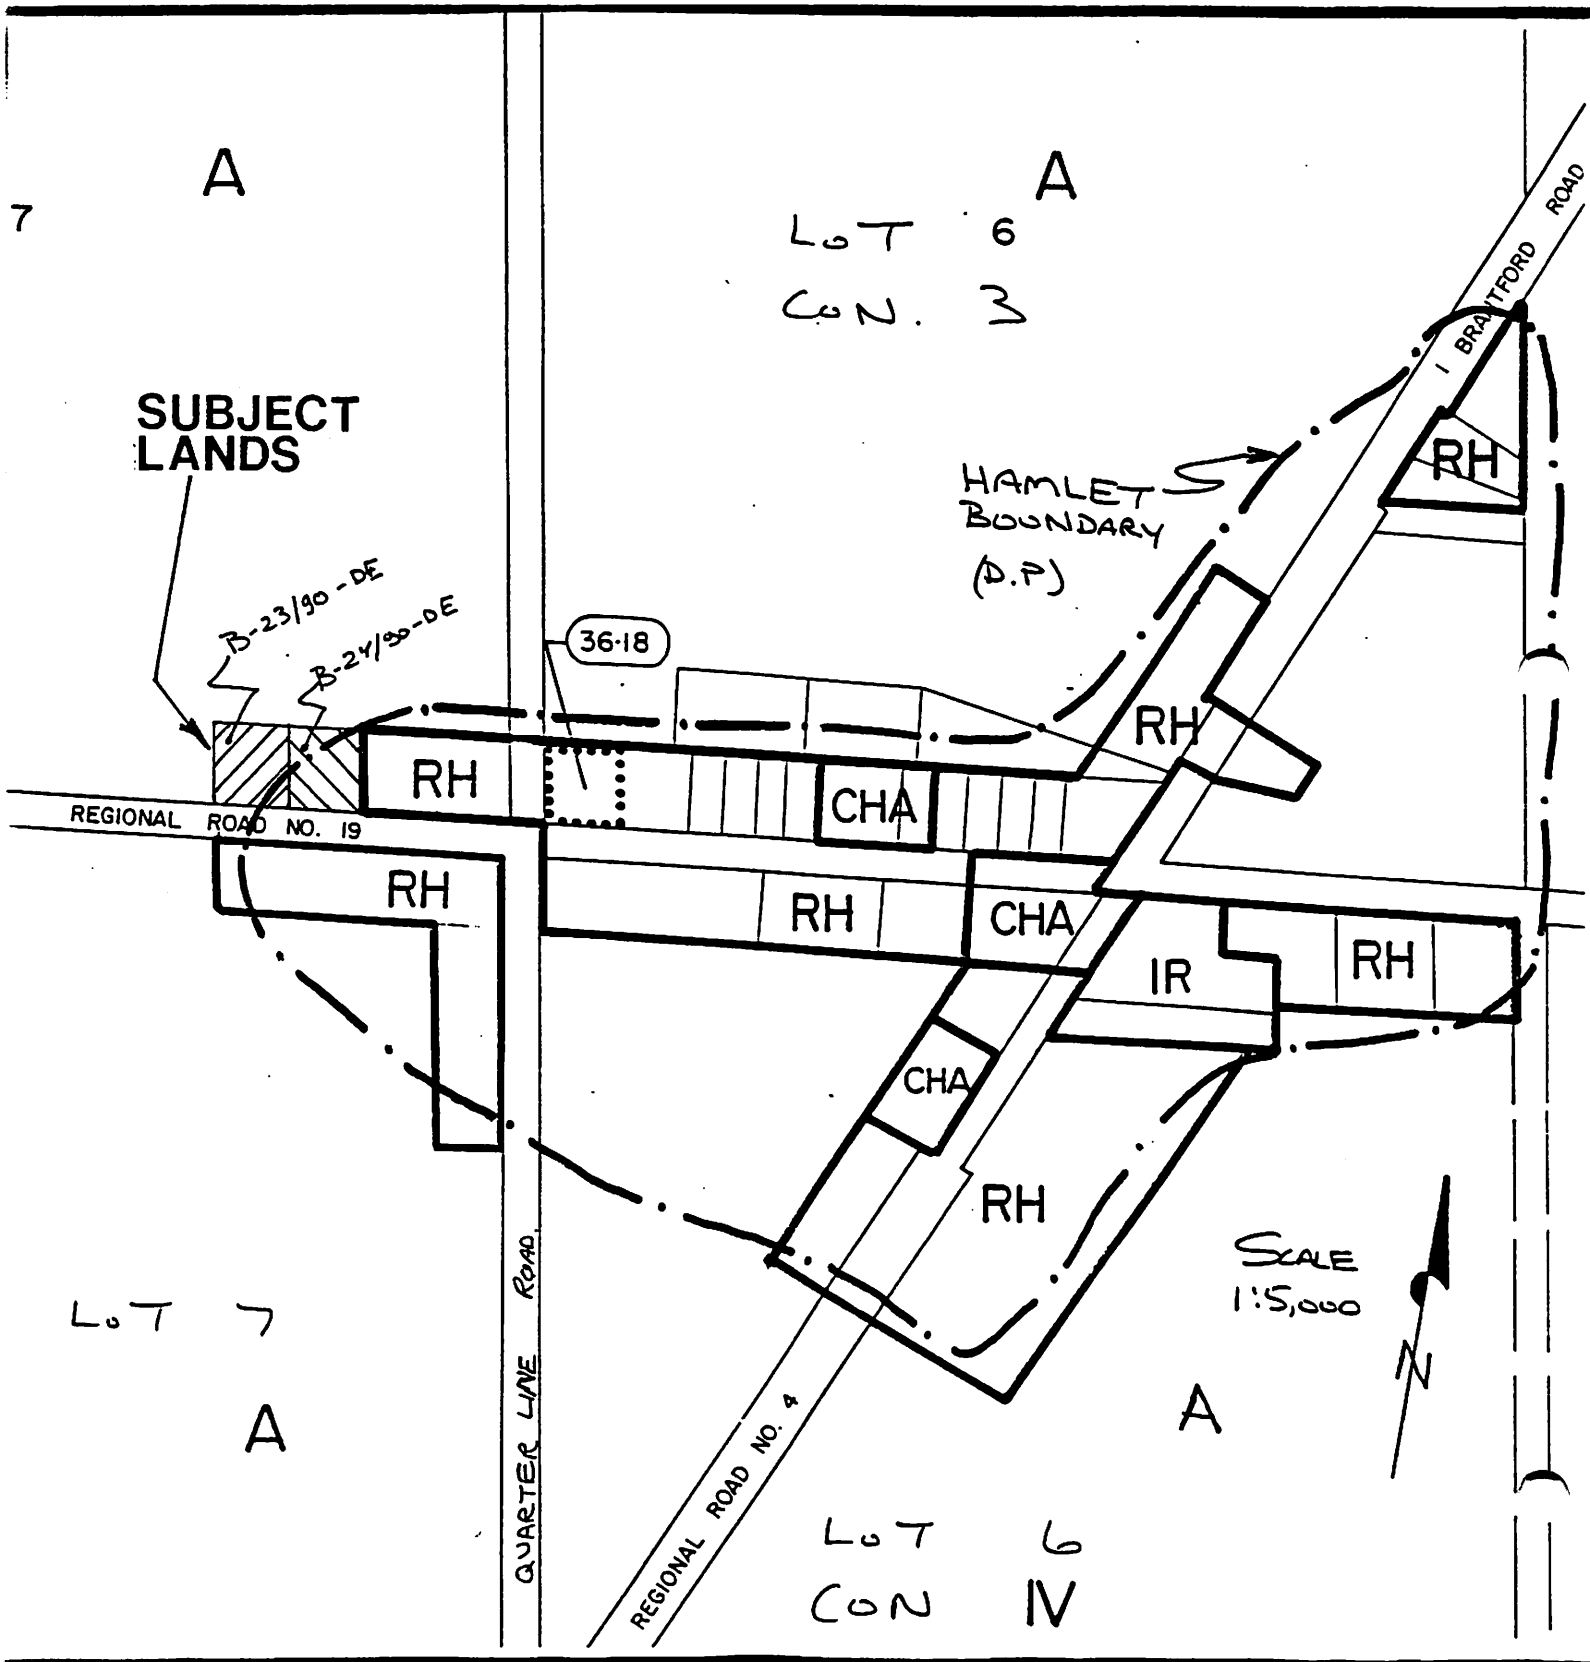 A
A
7
LOT 6
CON. 3
BRANTFORD ROAD
SUBJECT
LANDS
HAMLET
BOUNDARY
(D.P)
RH
B-23/90-DE
B-24/90-DE
36·18
RH
RH
CHA
REGIONAL ROAD NO. 19
RH
RH
CHA
IR
RH
CHA
RH
SCALE
1:5,000
N
LOT 7
A
QUARTER LINE ROAD.
REGIONAL ROAD NO. 4
A
LOT 6
CON IV